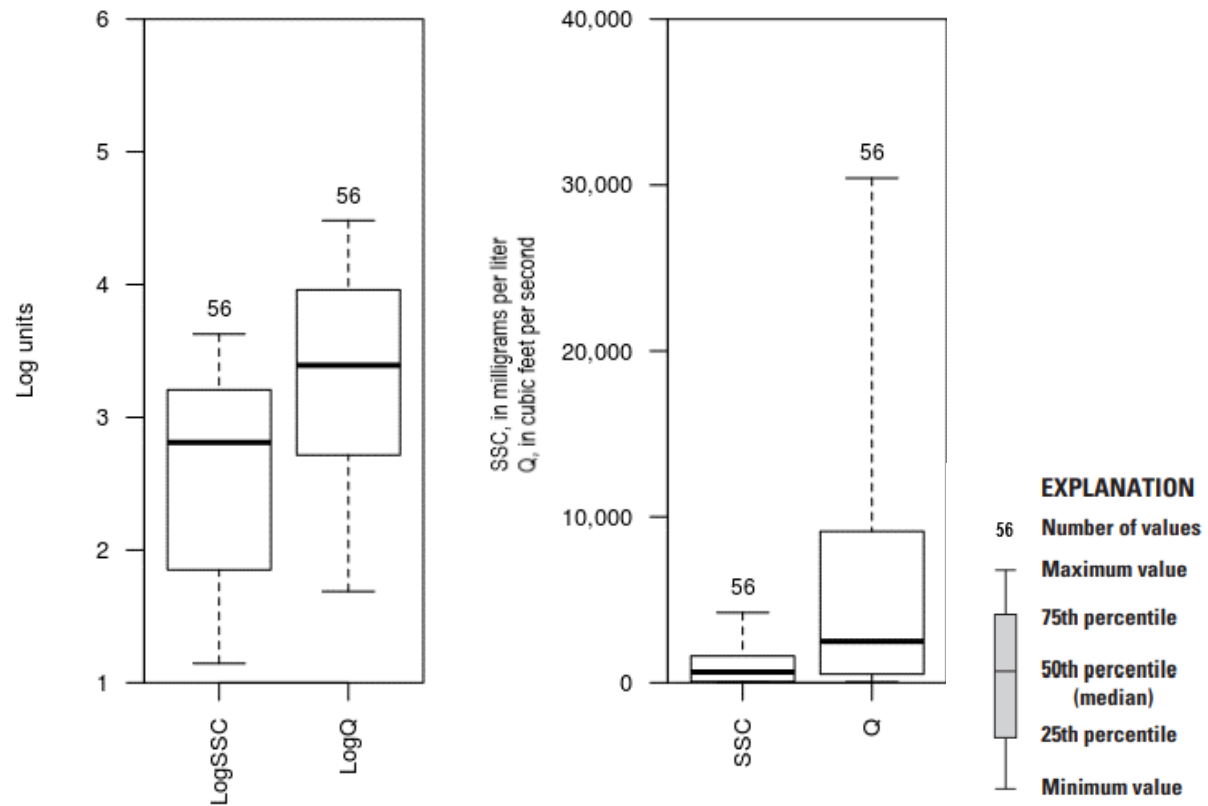 Log units
6
5
4
3
2
1
56
56
LogSSC
LogQ
SSC, in milligrams per liter
Q, in cubic feet per second
40,000
30,000
20,000
10,000
0
56
56
SSC
Q
EXPLANATION
56 Number of values
Maximum value
75th percentile
50th percentile
(median)
25th percentile
Minimum value